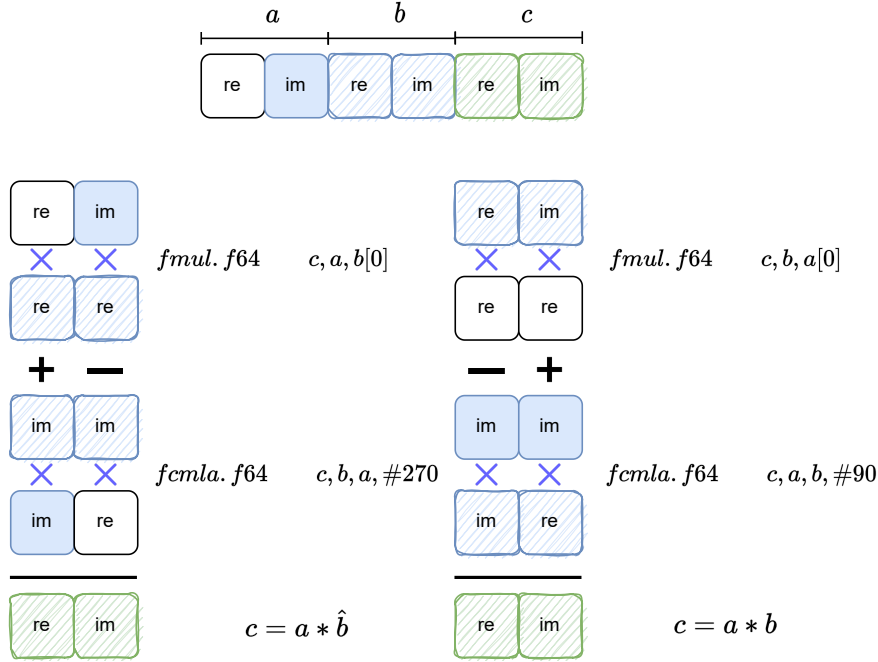 a b c
re im re im re im
re im
re im
fmul.f64 c, a, b[0]
fmul.f64 c, b, a[0]
re re
re re
+ −
− +
im im
im im
fcmla.f64 c, b, a, #270
fcmla.f64 c, a, b, #90
im re
im re
re im
c = a * b̂
re im
c = a * b